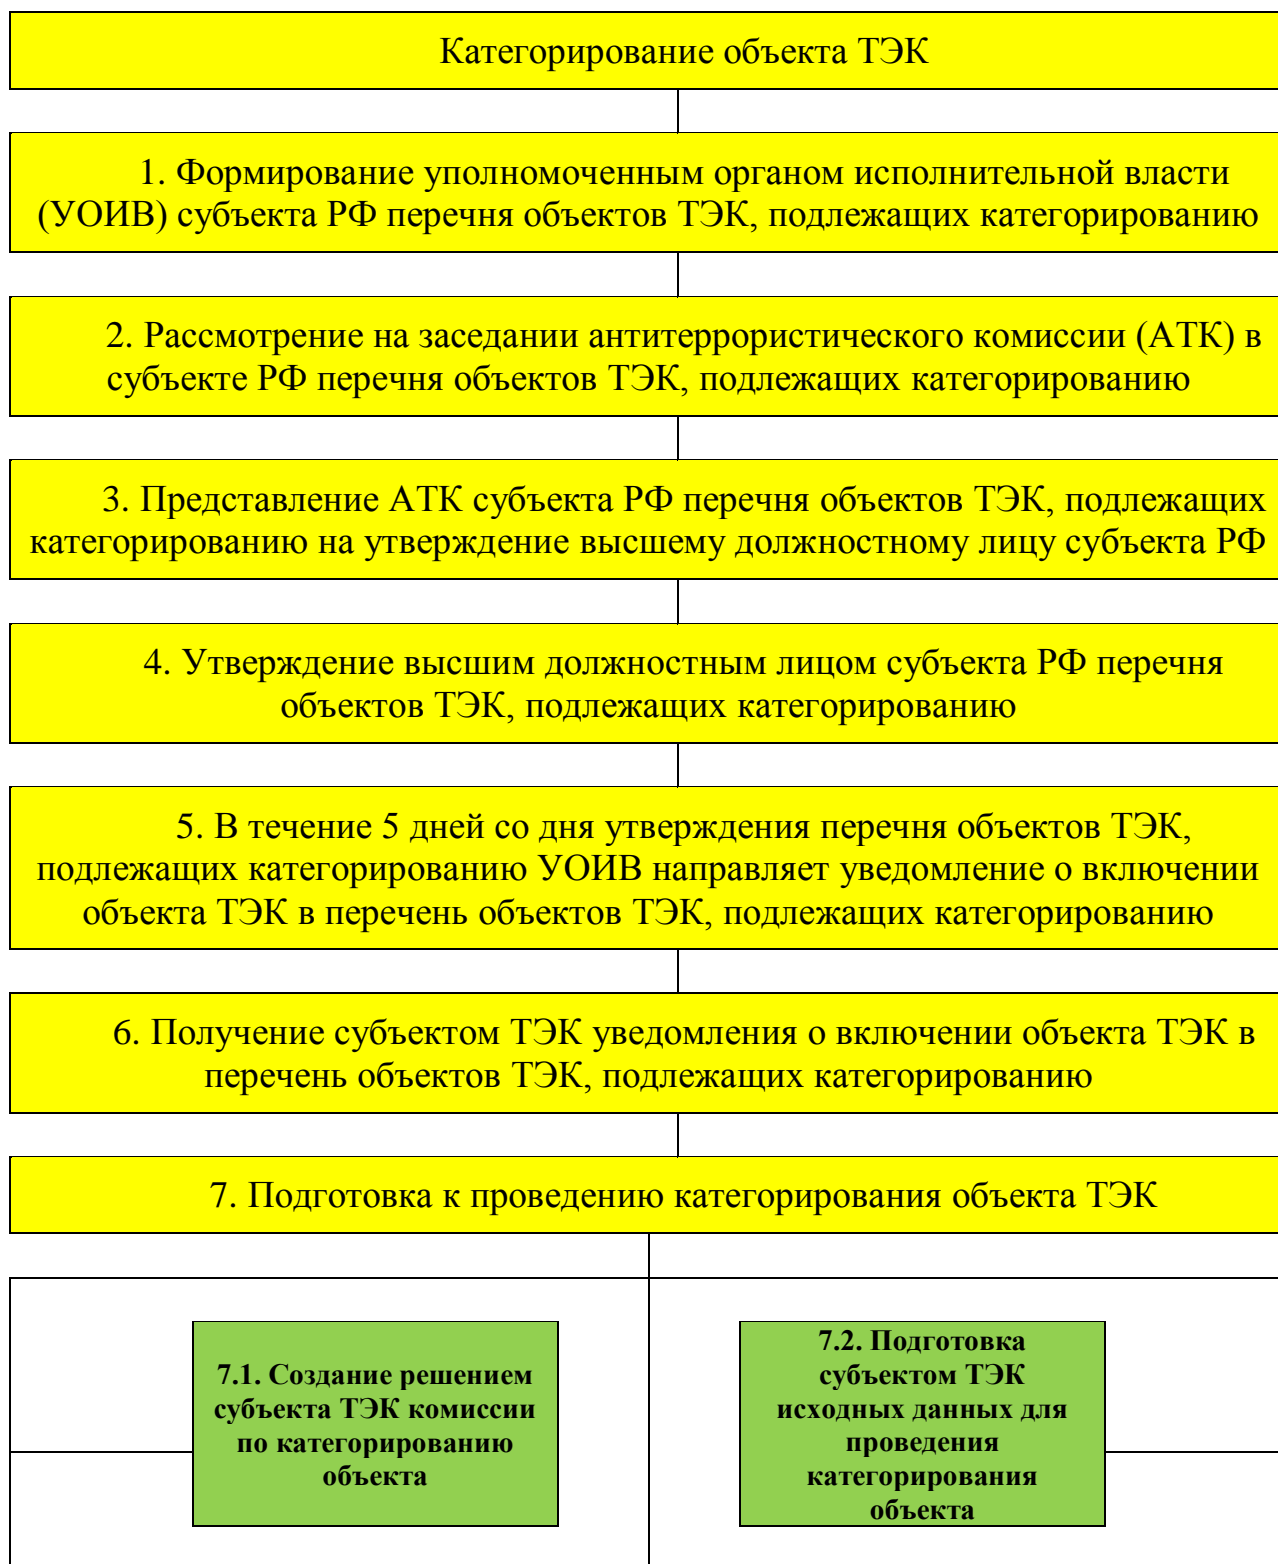 Категорирование объекта ТЭК
1. Формирование уполномоченным органом исполнительной власти
(УОИВ) субъекта РФ перечня объектов ТЭК, подлежащих категорированию
2. Рассмотрение на заседании антитеррористического комиссии (АТК) в
субъекте РФ перечня объектов ТЭК, подлежащих категорированию
3. Представление АТК субъекта РФ перечня объектов ТЭК, подлежащих
категорированию на утверждение высшему должностному лицу субъекта РФ
4. Утверждение высшим должностным лицом субъекта РФ перечня
объектов ТЭК, подлежащих категорированию
5. В течение 5 дней со дня утверждения перечня объектов ТЭК,
подлежащих категорированию УОИВ направляет уведомление о включении
объекта ТЭК в перечень объектов ТЭК, подлежащих категорированию
6. Получение субъектом ТЭК уведомления о включении объекта ТЭК в
перечень объектов ТЭК, подлежащих категорированию
7. Подготовка к проведению категорирования объекта ТЭК
7.1. Создание решением
субъекта ТЭК комиссии
по категорированию
объекта
7.2. Подготовка
субъектом ТЭК
исходных данных для
проведения
категорирования
объекта